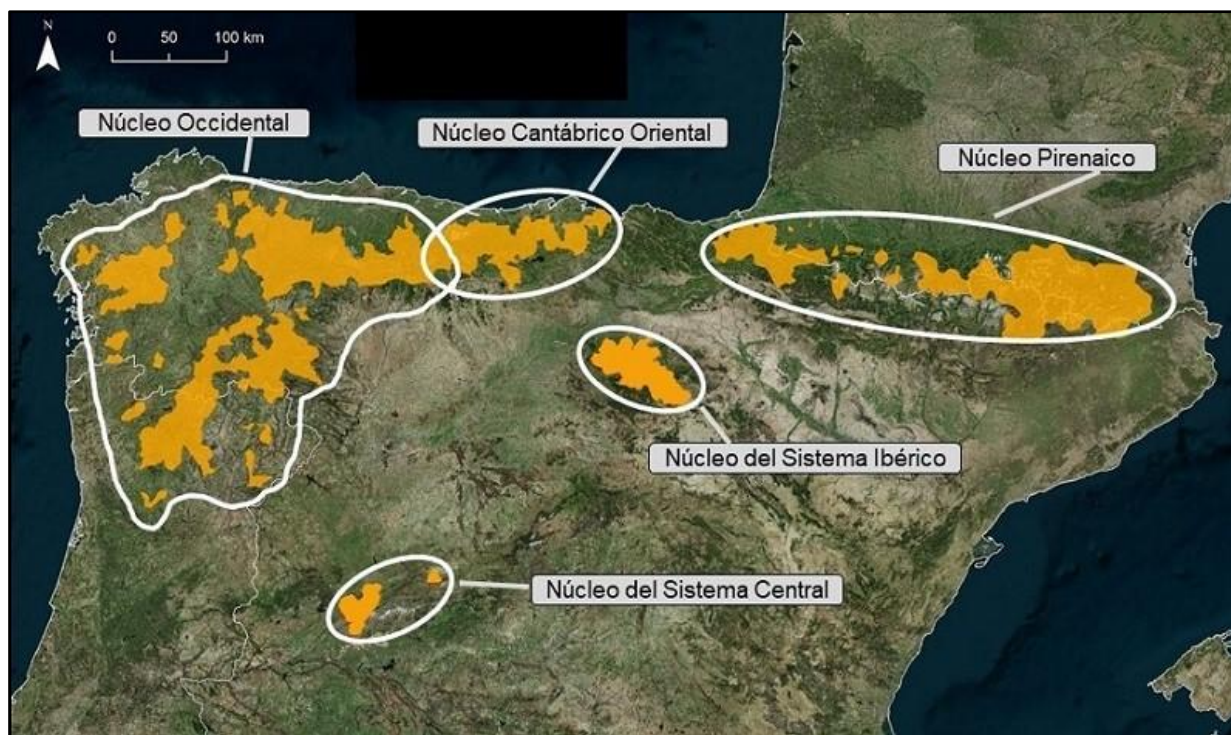 N
0 50 100 km
Núcleo Occidental
Núcleo Cantábrico Oriental
Núcleo Pirenaico
Núcleo del Sistema Ibérico
Núcleo del Sistema Central